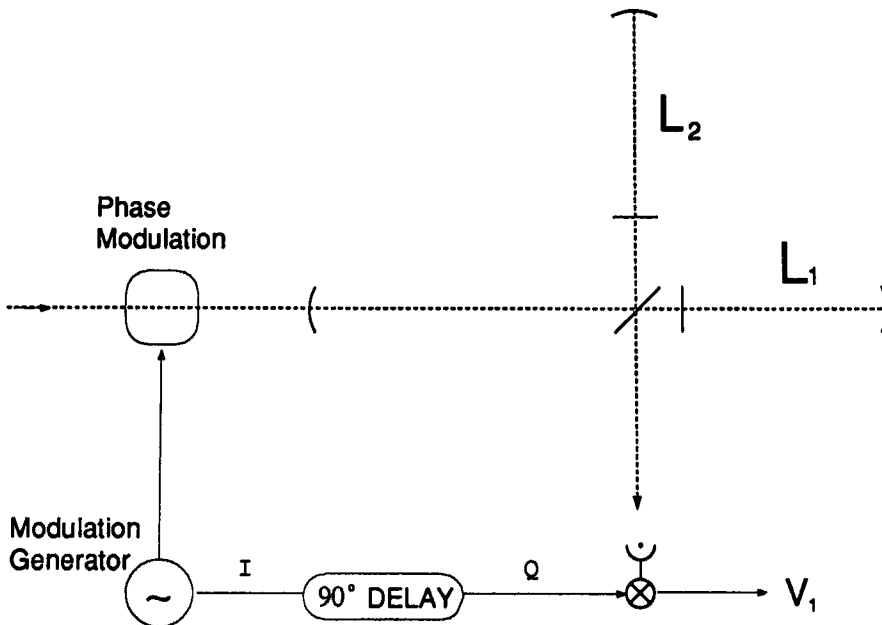 L₂
Phase
Modulation
L₁
Modulation
Generator
~
I
90° DELAY
Q
V₁